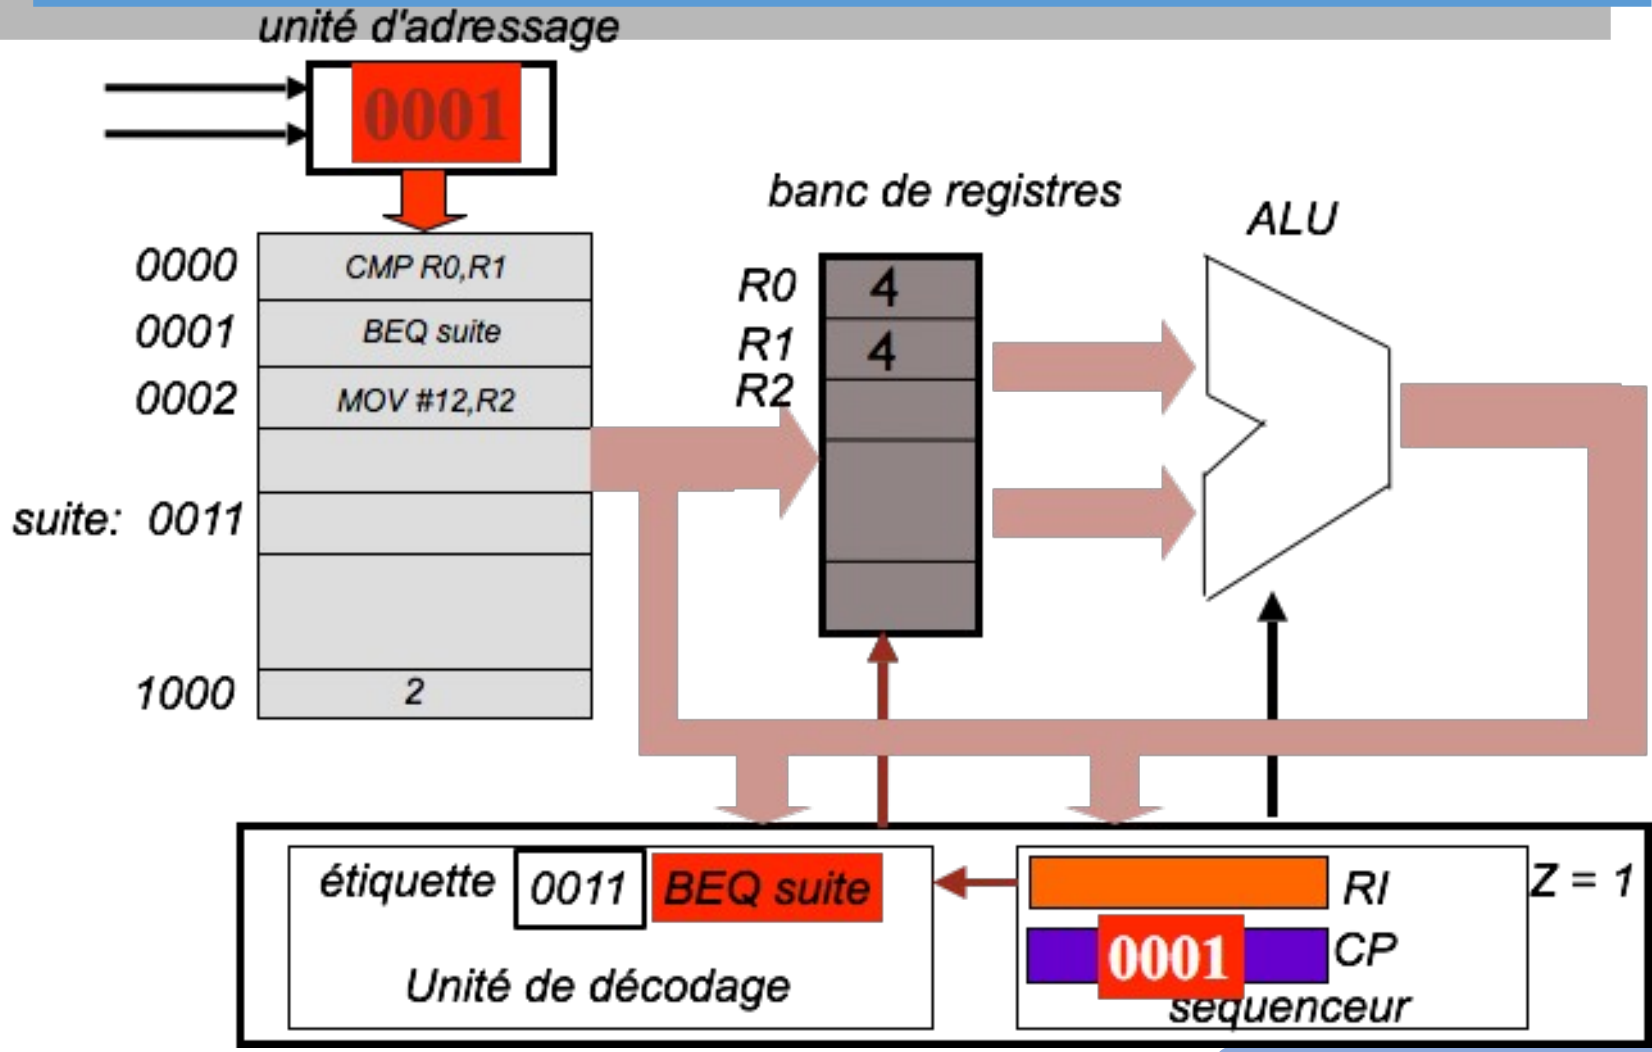 unité d'adressage
0001
banc de registres
ALU
0000 CMP R0,R1
0001 BEQ suite
0002 MOV #12,R2
suite: 0011
1000 2
R0 4
R1 4
R2
étiquette 0011 BEQ suite
Unité de décodage
RI
Z = 1
0001 CP
séquenceur